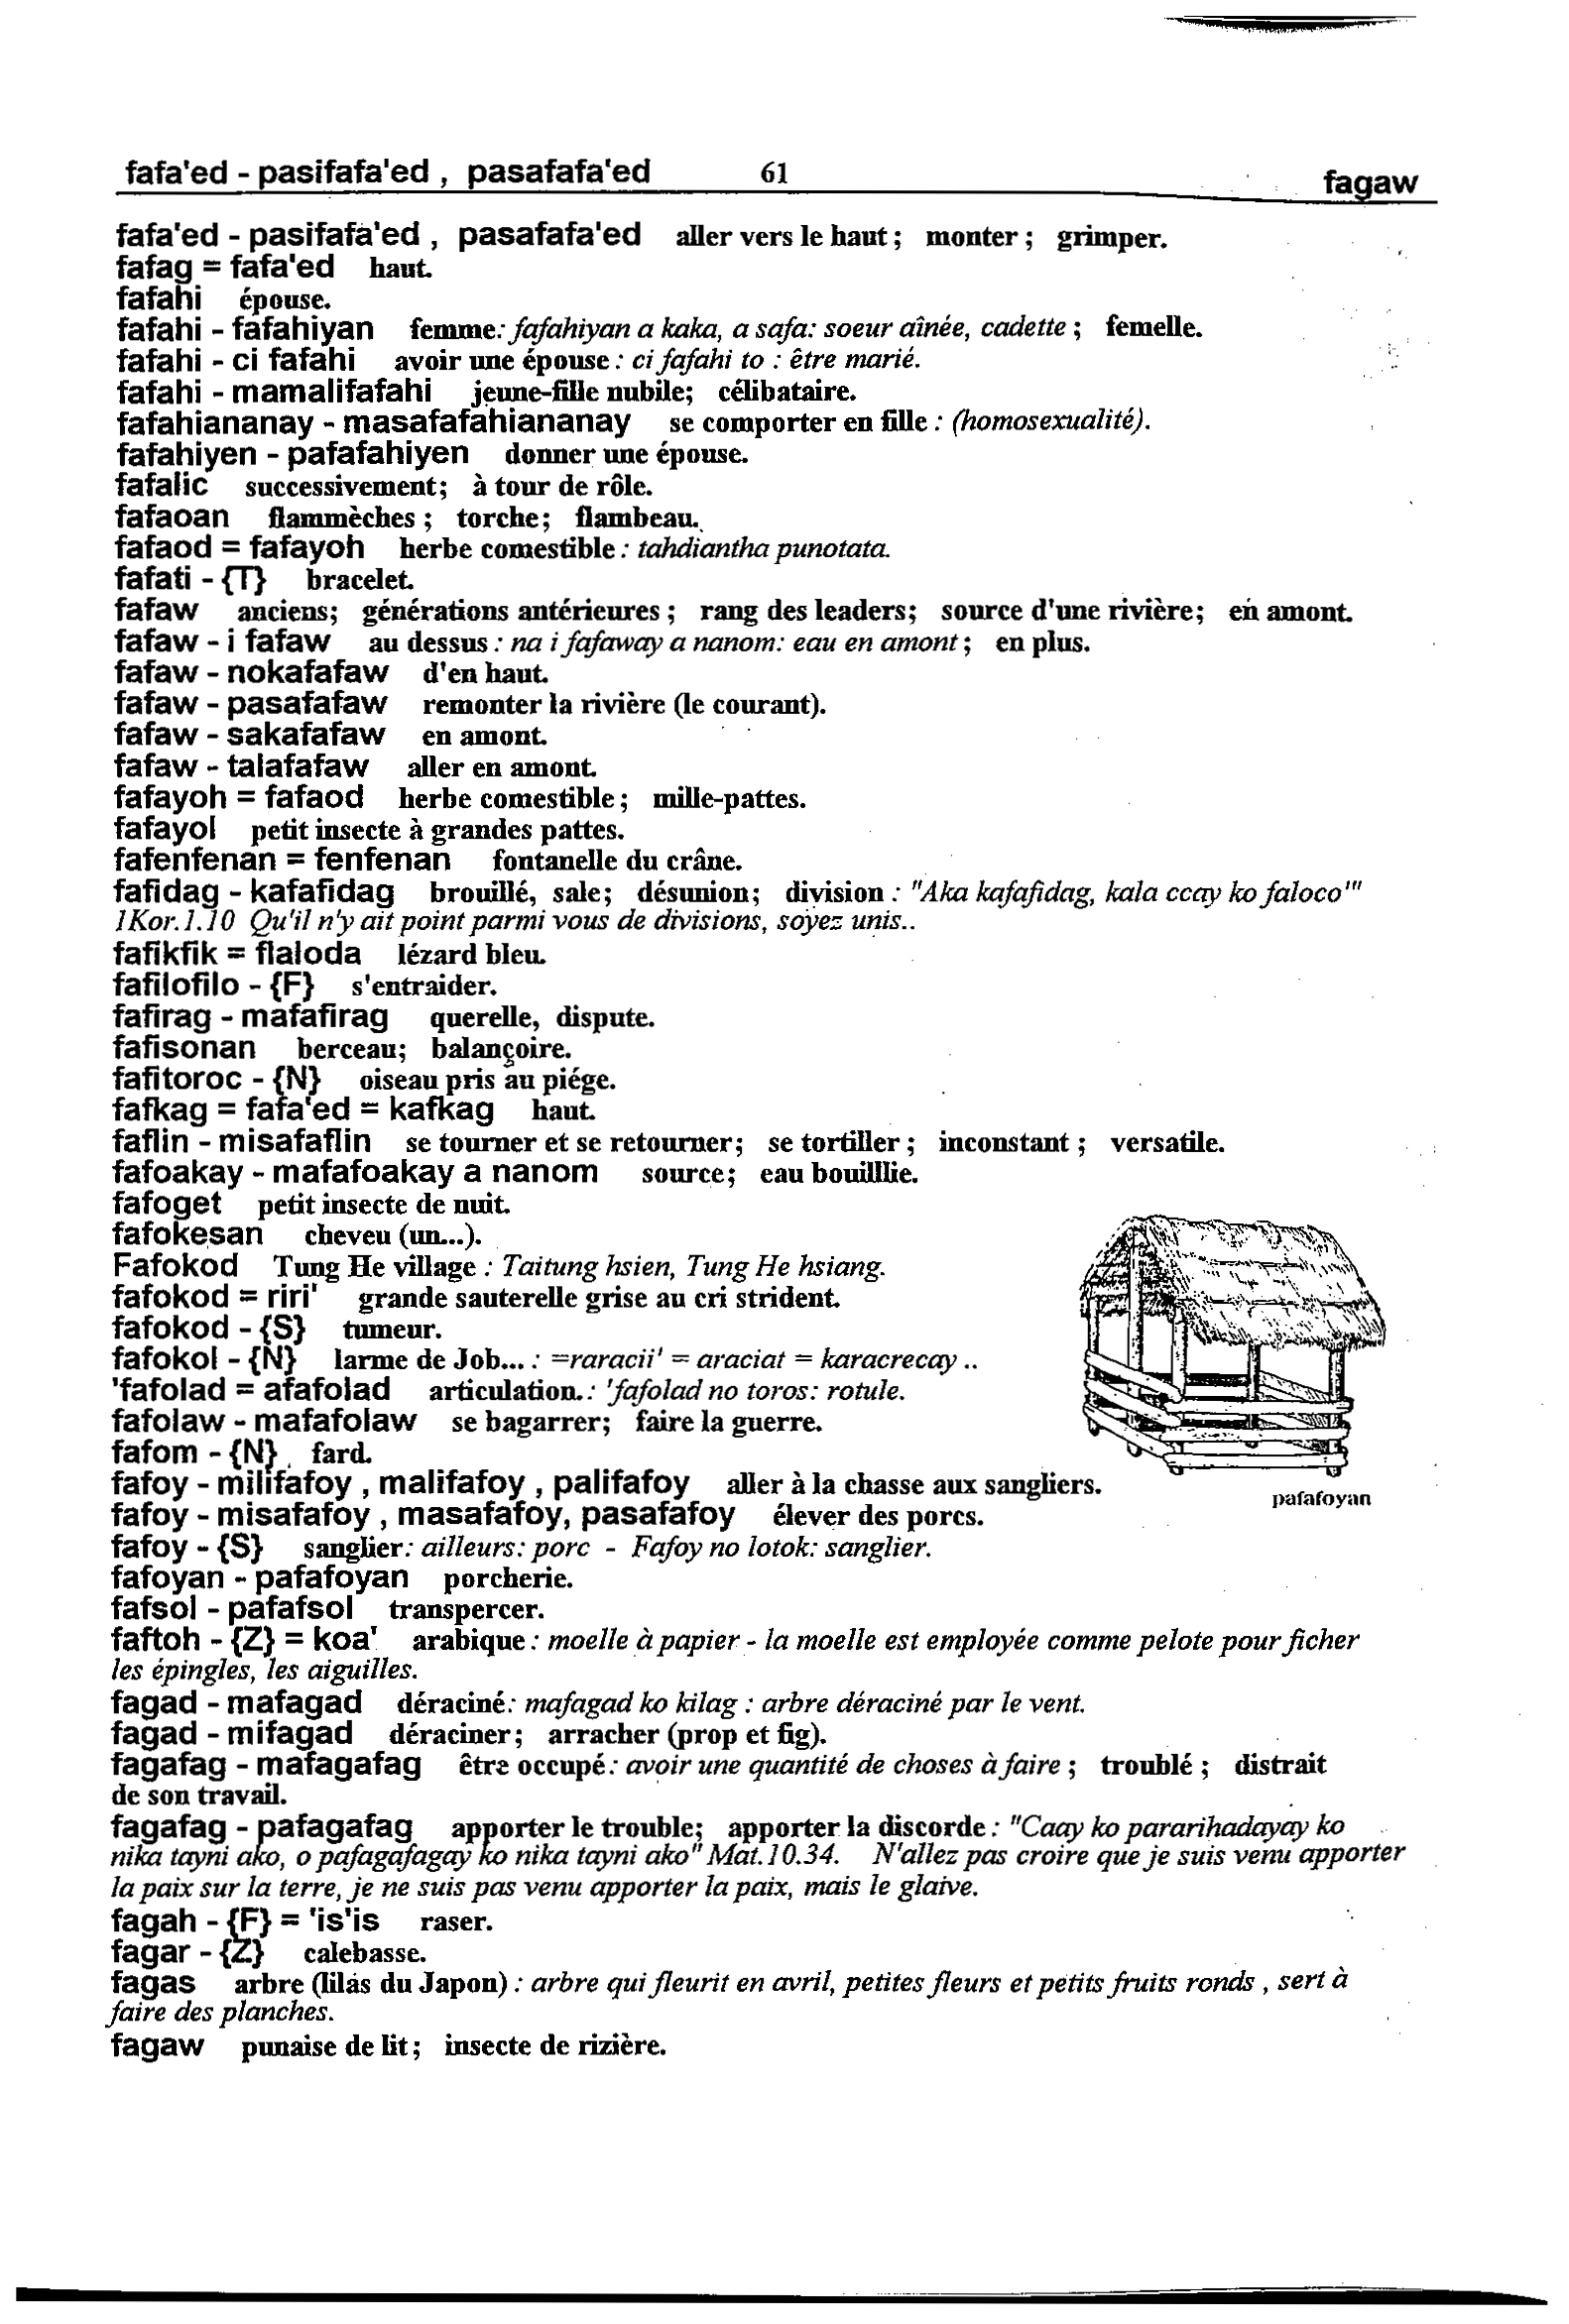 fafa'ed - pasifafa'ed , pasafafa'ed 61 fagaw
fafa'ed - pasifafa'ed , pasafafa'ed aller vers le haut ; monter ; grimper.
fafag = fafa'ed haut.
fafahi épouse.
fafahi - fafahiyan femme: fafahiyan a kaka, a safa: soeur aînée, cadette ; femelle.
fafahi - ci fafahi avoir une épouse : ci fafahi to : être marié.
fafahi - mamalifafahi jeune-fille nubile; célibataire.
fafahiananay - masafafahiananay se comporter en fille : (homosexualité).
fafahiyen - pafafahiyen donner une épouse.
fafalic successivement; à tour de rôle.
fafaoan flammèches ; torche; flambeau.
fafaod = fafayoh herbe comestible : tahdiantha punotata.
fafati - {T} bracelet.
fafaw anciens; générations antérieures ; rang des leaders; source d'une rivière; en amont.
fafaw - i fafaw au dessus : na i fafaway a nanom: eau en amont ; en plus.
fafaw - nokafafaw d'en haut.
fafaw - pasafafaw remonter la rivière (le courant).
fafaw - sakafafaw en amont.
fafaw - talafafaw aller en amont.
fafayoh = fafaod herbe comestible ; mille-pattes.
fafayol petit insecte à grandes pattes.
fafenfenan = fenfenan fontanelle du crâne.
fafidag - kafafidag brouillé, sale; désunion; division : "Aka kafafidag, kala ccay ko faloco'"
1Kor.1.10 Qu'il n'y ait point parmi vous de divisions, soyez unis..
fafikfik = flaloda lézard bleu.
fafilofilo - {F} s'entraider.
fafirag - mafafirag querelle, dispute.
fafisonan berceau; balançoire.
fafitoroc - {N} oiseau pris au piége.
fafkag = fafa'ed = kafkag haut.
faflin - misafaflin se tourner et se retourner; se tortiller ; inconstant ; versatile.
fafoakay - mafafoakay a nanom source; eau bouilllie.
fafoget petit insecte de nuit.
fafokesan cheveu (un...).
Fafokod Tung He village : Taitung hsien, Tung He hsiang.
fafokod = riri' grande sauterelle grise au cri strident.
fafokod - {S} tumeur.
fafokol - {N} larme de Job... : =raracii' = araciat = karacrecay ..
'fafolad = afafolad articulation.: 'fafolad no toros: rotule.
fafolaw - mafafolaw se bagarrer; faire la guerre.
fafom - {N} fard.
fafoy - milifafoy , malifafoy , palifafoy aller à la chasse aux sangliers.
pafafoyan
fafoy - misafafoy , masafafoy, pasafafoy élever des porcs.
fafoy - {S} sanglier: ailleurs: porc - Fafoy no lotok: sanglier.
fafoyan - pafafoyan porcherie.
fafsol - pafafsol transpercer.
faftoh - {Z} = koa' arabique : moelle à papier - la moelle est employée comme pelote pour ficher
les épingles, les aiguilles.
fagad - mafagad déraciné: mafagad ko kilag : arbre déraciné par le vent.
fagad - mifagad déraciner; arracher (prop et fig).
fagafag - mafagafag être occupé: avoir une quantité de choses à faire ; troublé ; distrait
de son travail.
fagafag - pafagafag apporter le trouble; apporter la discorde : "Caay ko pararihadayay ko
nika tayni ako, o pafagafagay ko nika tayni ako" Mat.10.34. N'allez pas croire que je suis venu apporter
la paix sur la terre, je ne suis pas venu apporter la paix, mais le glaive.
fagah - {F} = 'is'is raser.
fagar - {Z} calebasse.
fagas arbre (lilas du Japon) : arbre qui fleurit en avril, petites fleurs et petits fruits ronds , sert à
faire des planches.
fagaw punaise de lit ; insecte de rizière.